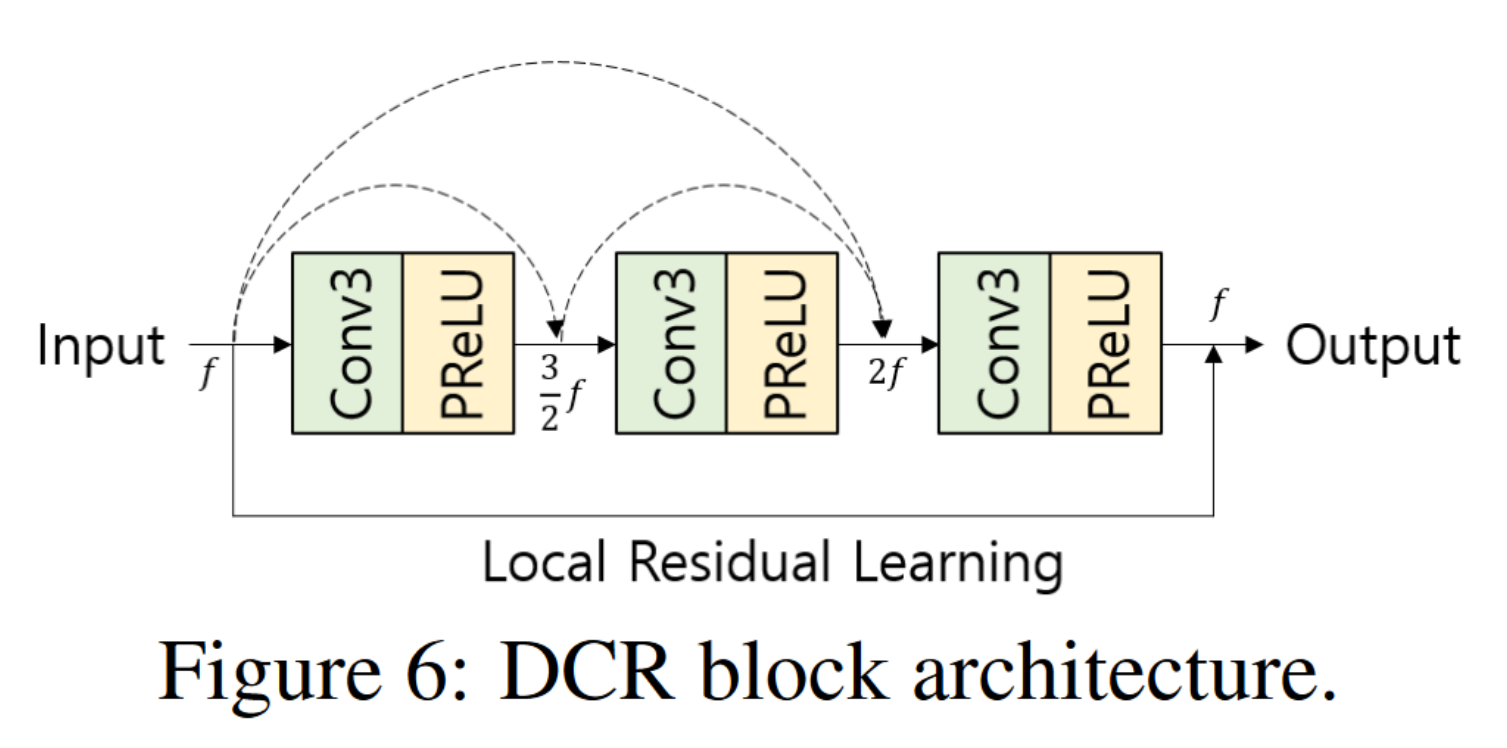 Input
f
Conv3
PReLU
3/2 f
Conv3
PReLU
2f
Conv3
PReLU
f
Output
Local Residual Learning
Figure 6: DCR block architecture.